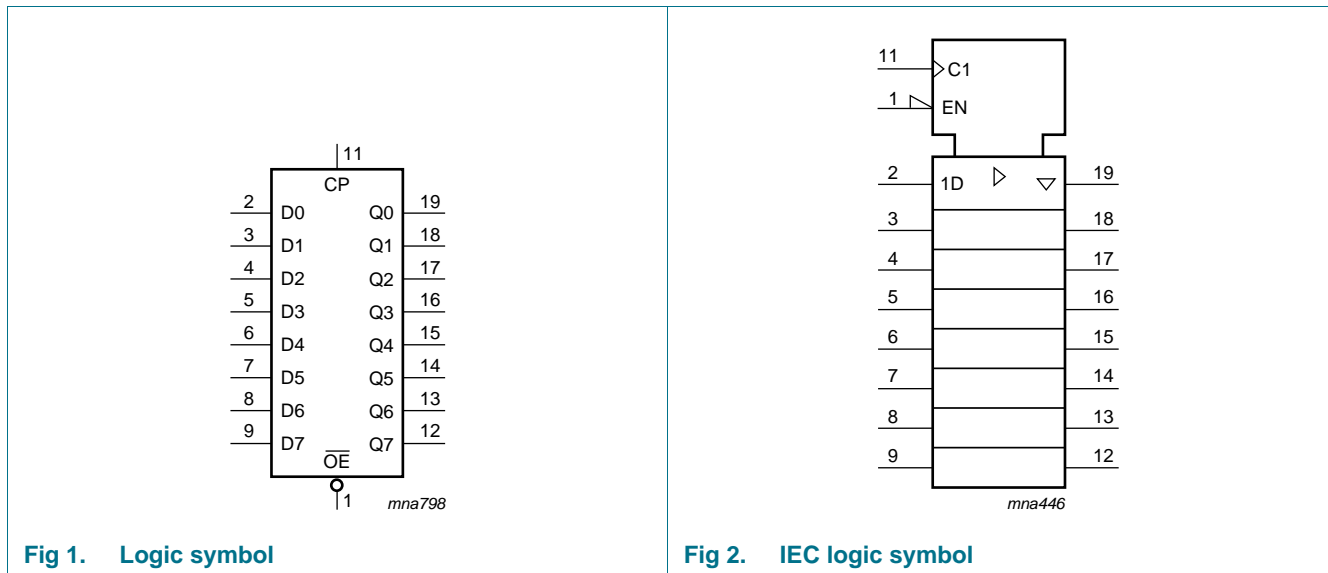 11
CP
2 D0 Q0 19
3 D1 Q1 18
4 D2 Q2 17
5 D3 Q3 16
6 D4 Q4 15
7 D5 Q5 14
8 D6 Q6 13
9 D7 Q7 12
OE
1
mna798
Fig 1. Logic symbol
11 C1
1 EN
2 1D 19
3 18
4 17
5 16
6 15
7 14
8 13
9 12
mna446
Fig 2. IEC logic symbol